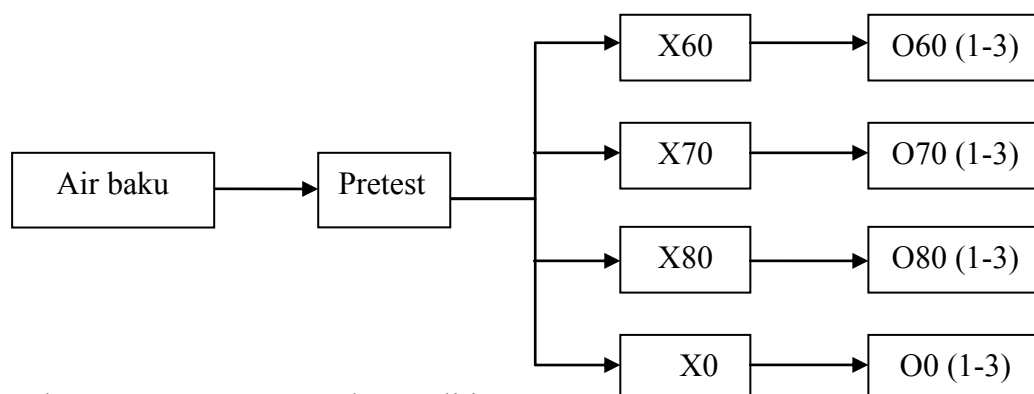 X60
O60 (1-3)
X70
O70 (1-3)
Air baku
Pretest
X80
O80 (1-3)
X0
O0 (1-3)